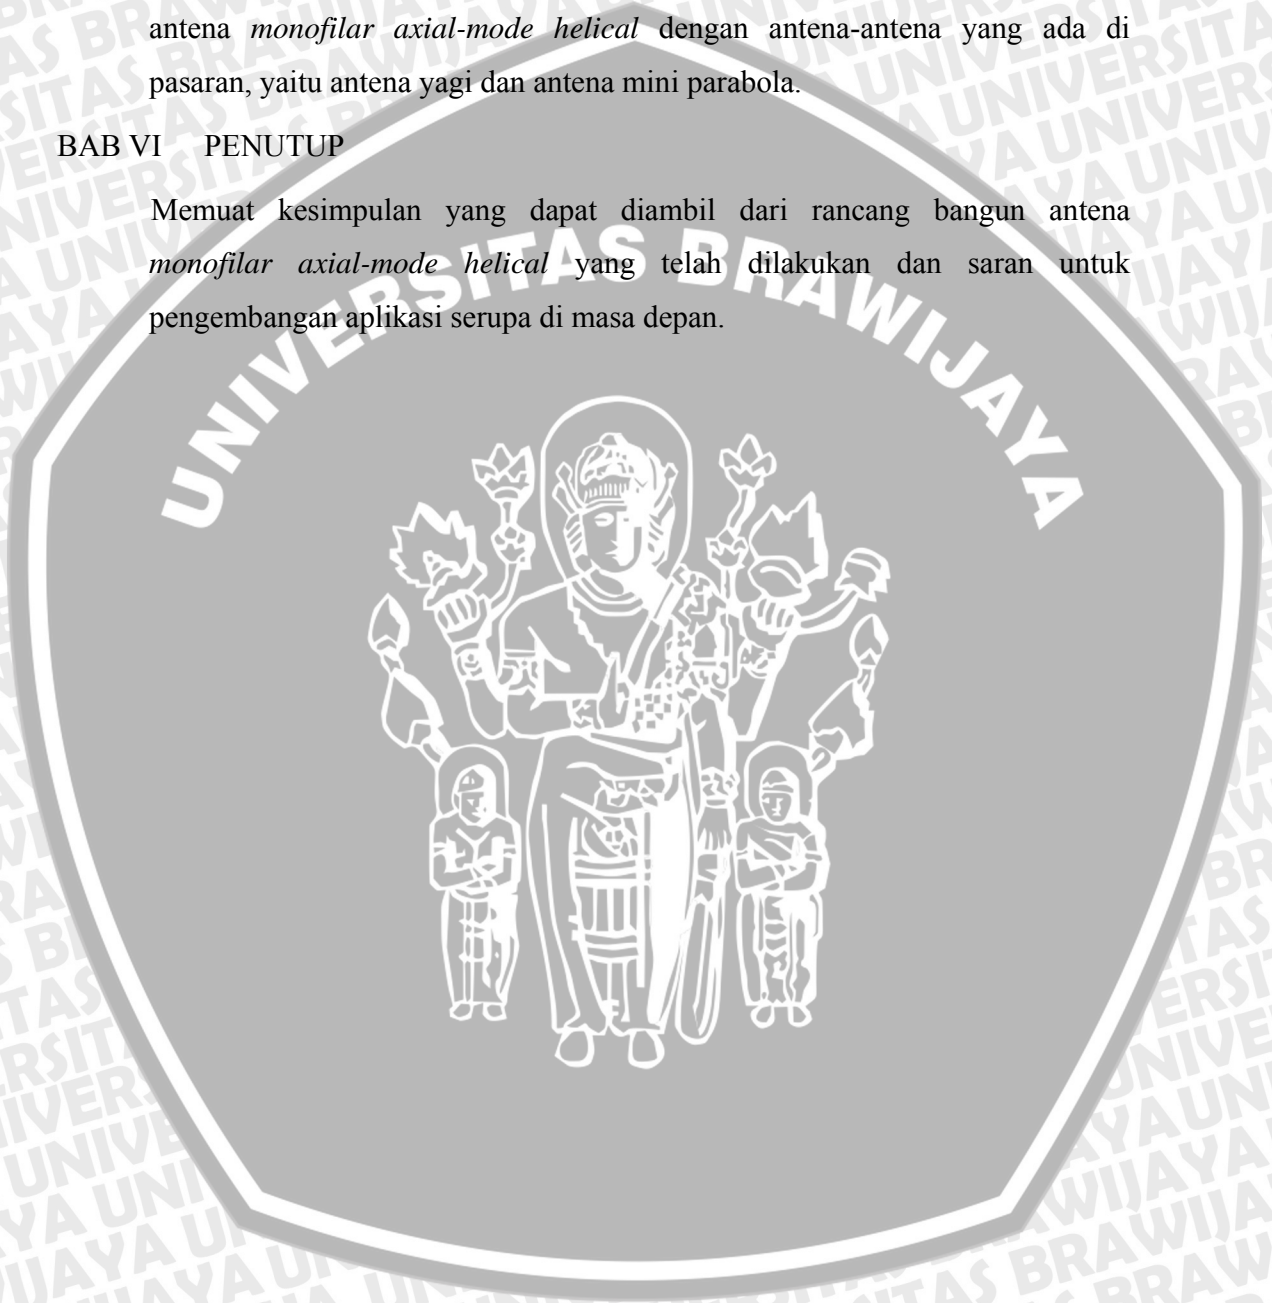 antena monofilar axial-mode helical dengan antena-antena yang ada di
pasaran, yaitu antena yagi dan antena mini parabola.
BAB VI PENUTUP
Memuat kesimpulan yang dapat diambil dari rancang bangun antena
monofilar axial-mode helical yang telah dilakukan dan saran untuk
pengembangan aplikasi serupa di masa depan.
UNIVERSITAS BRAWIJAYA